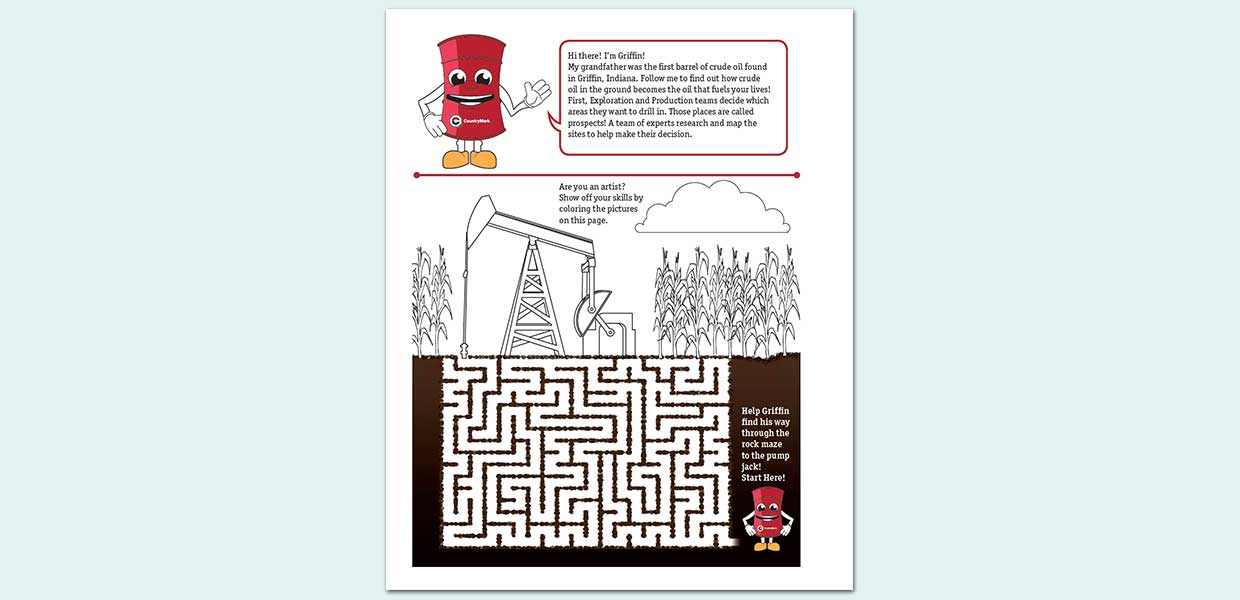 Hi there! I'm Griffin!
My grandfather was the first barrel of crude oil found
in Griffin, Indiana. Follow me to find out how crude
oil in the ground becomes the oil that fuels your lives!
First, Exploration and Production teams decide which
areas they want to drill in. Those places are called
prospects! A team of experts research and map the
sites to help make their decision.
CountryMark
Are you an artist?
Show off your skills by
coloring the pictures
on this page.
Help Griffin
find his way
through the
rock maze
to the pump
jack!
Start Here!
CountryMark